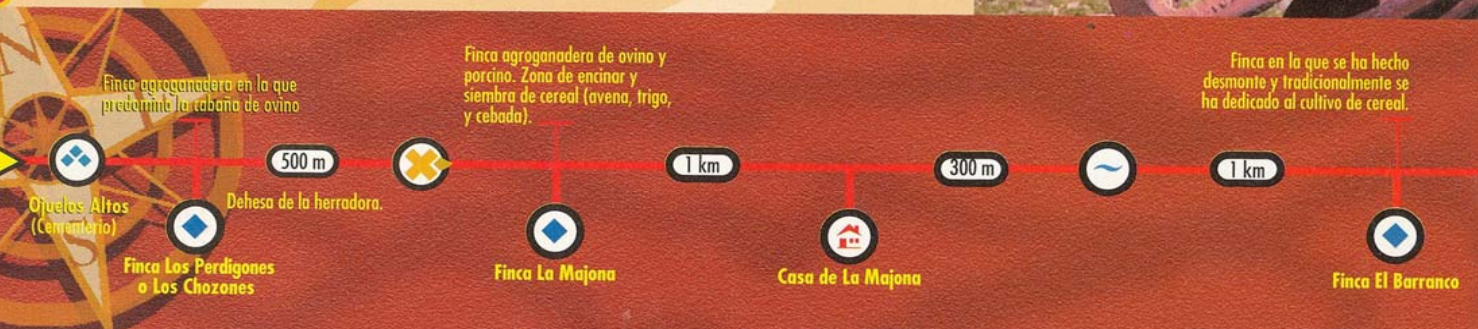 N
S
Finca agroganadera en la que
predomina la cabaña de ovino
Ojuelos Altos
(Cementerio)
Finca Los Perdigones
o Los Chozones
500 m
Dehesa de la herradora.
Finca agroganadera de ovino y
porcino. Zona de encinar y
siembra de cereal (avena, trigo,
y cebada).
Finca La Majona
1 km
Casa de La Majona
300 m
1 km
Finca en la que se ha hecho
desmonte y tradicionalmente se
ha dedicado al cultivo de cereal.
Finca El Barranco